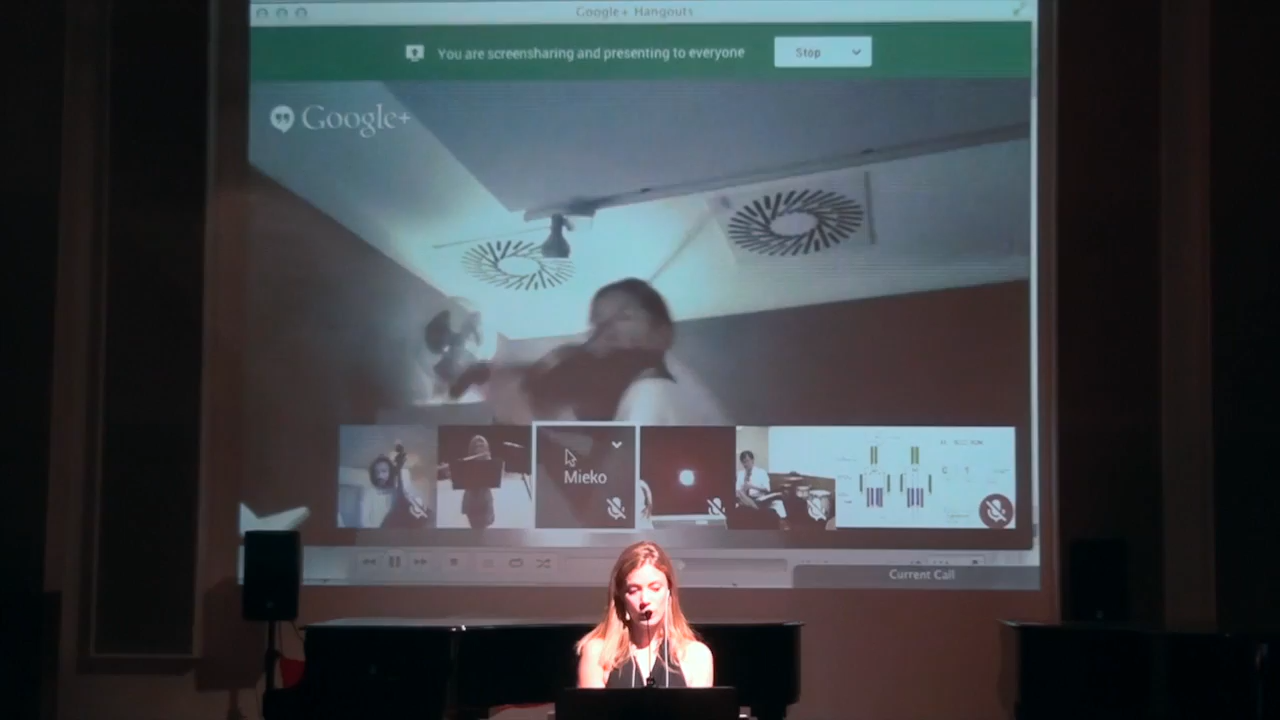 Google+ Hangouts
You are screensharing and presenting to everyone
Stop
Google+
Mieko
Current Call